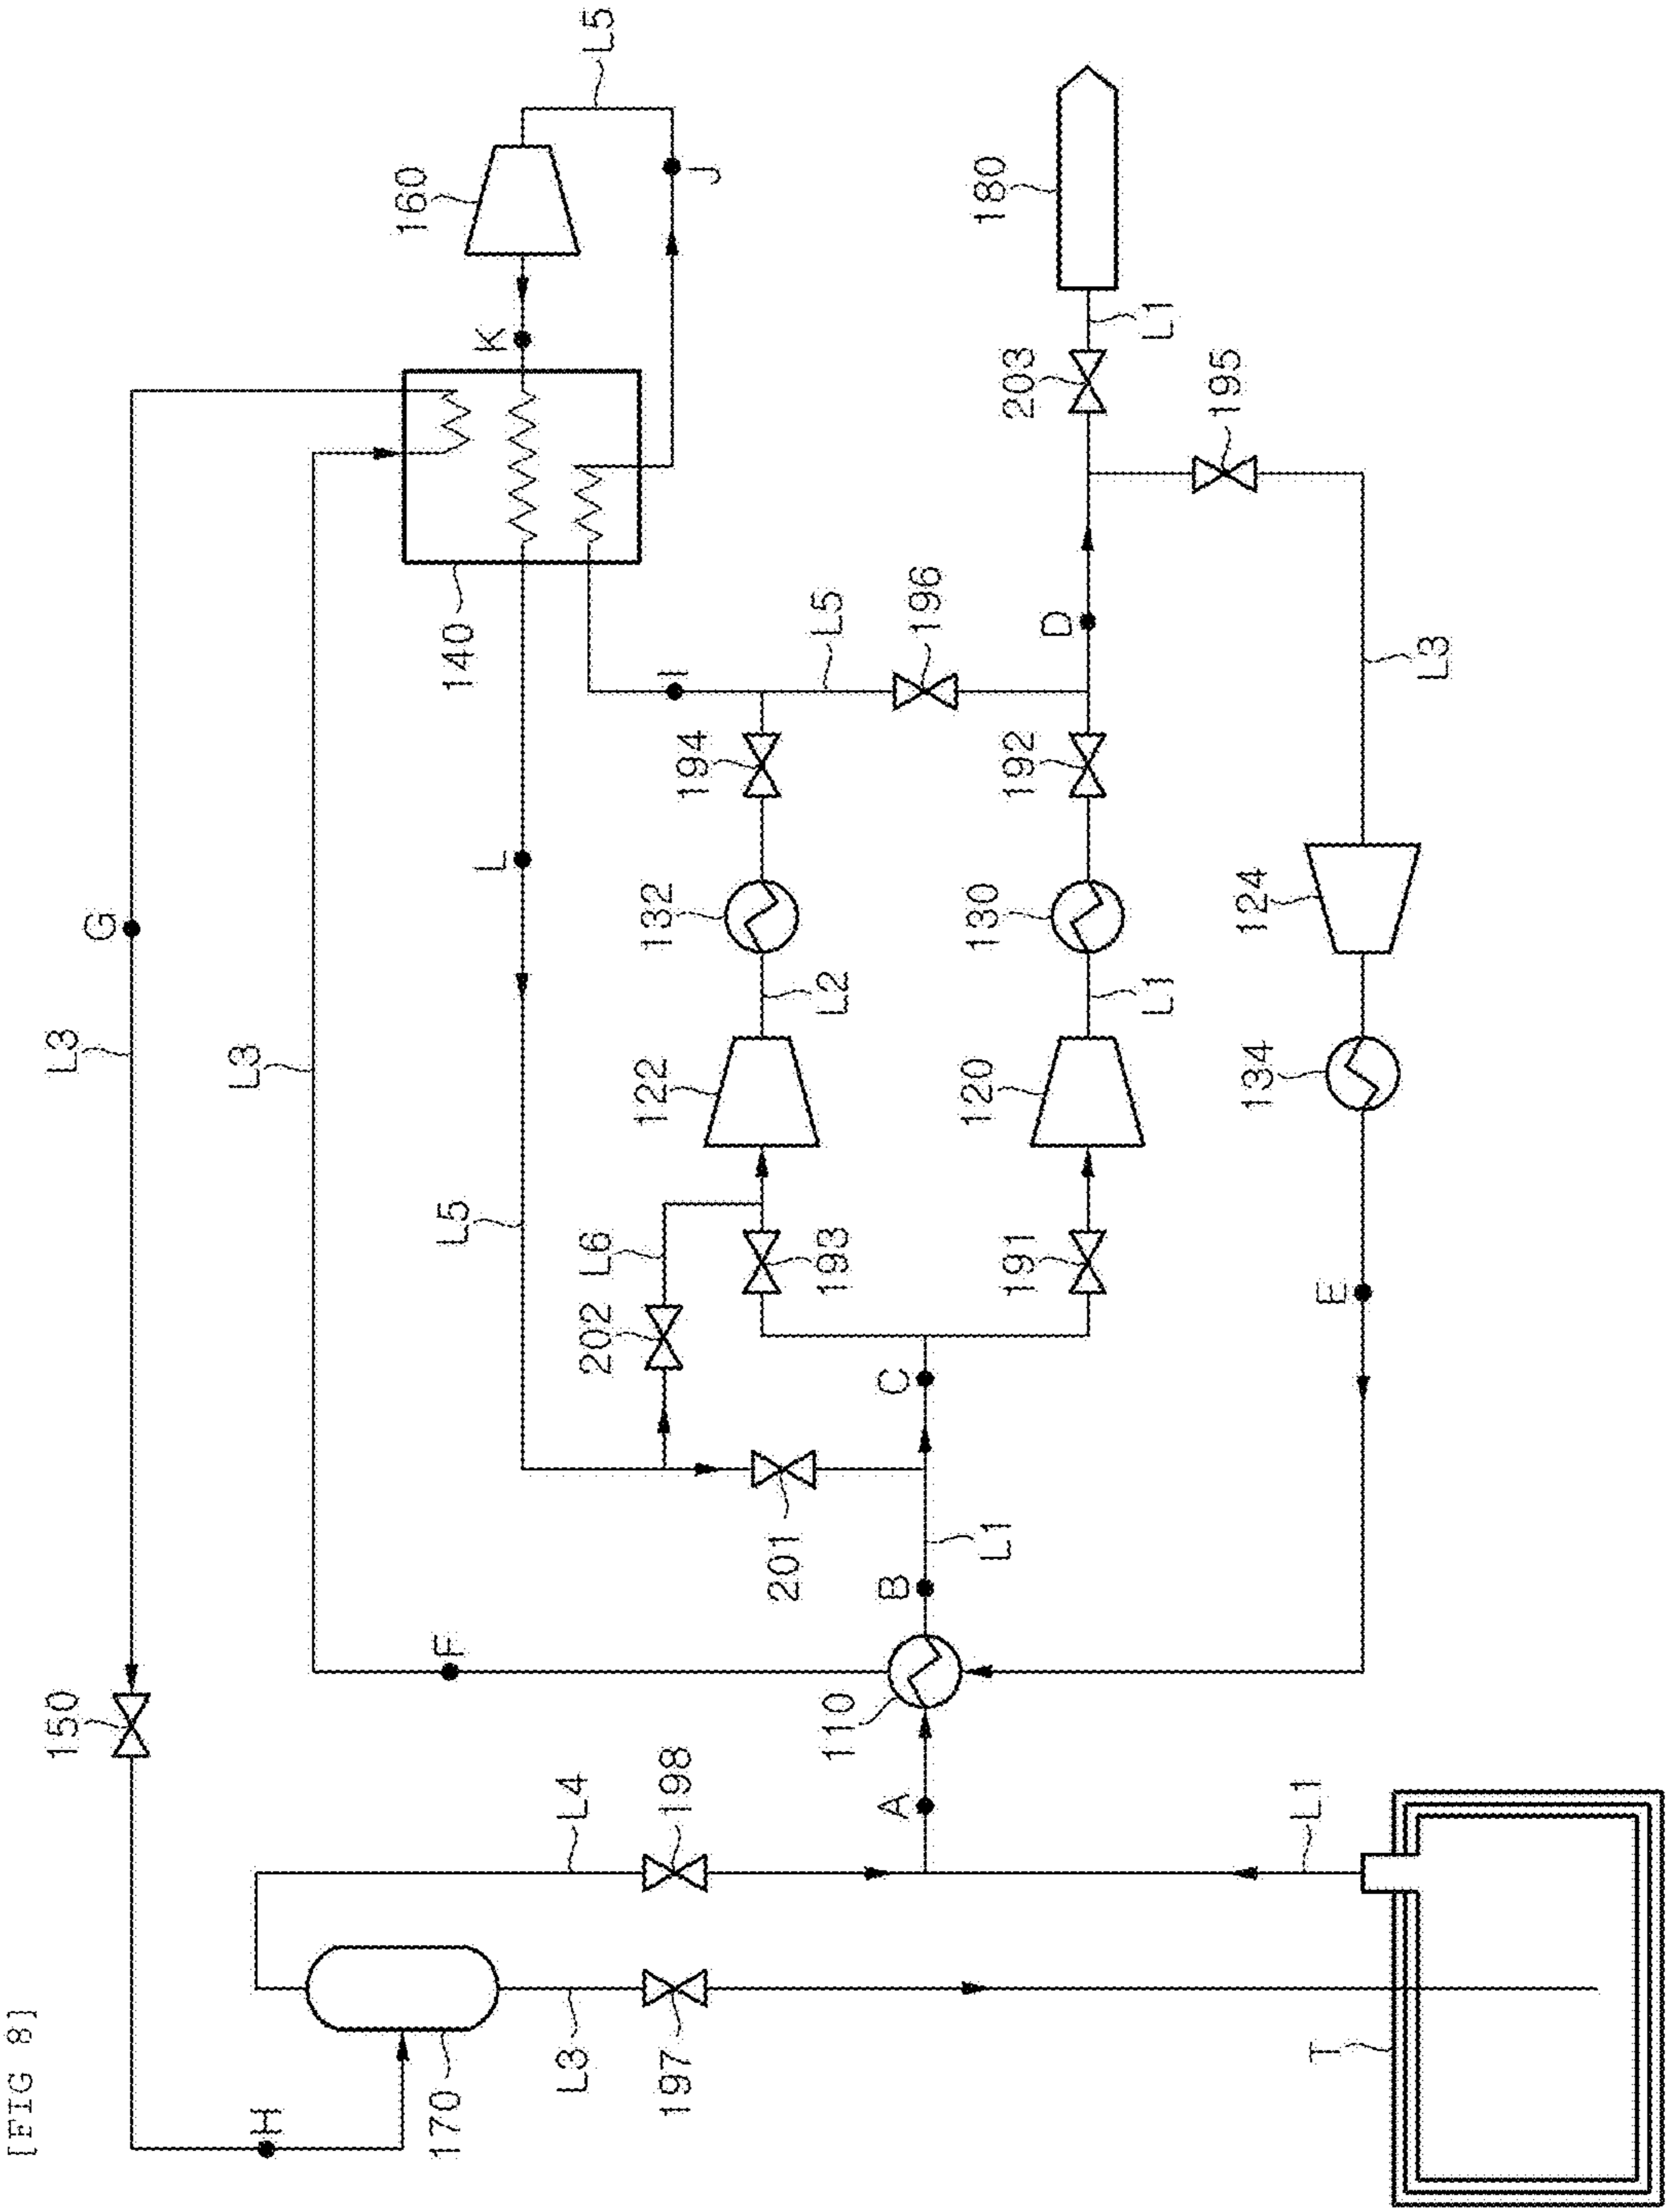 [FIG 8]
L5
160
J
K
180
L1
203
195
140
I
L5
196
D
L3
G
L3
L3
L
194
192
132
130
124
L2
L1
122
120
134
L5
L6
202
193
191
E
C
201
L1
B
F
150
110
198
L4
A
L1
H
170
L3
197
T